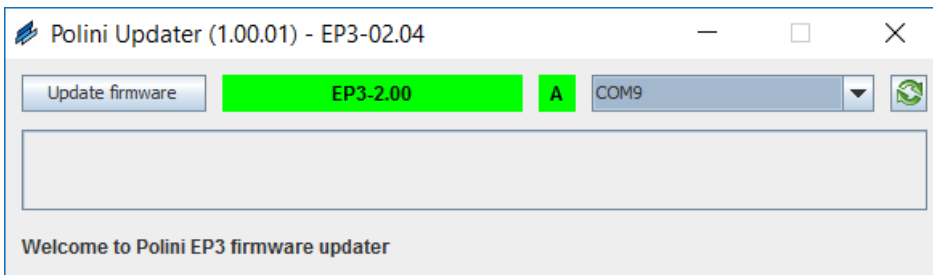 Polini Updater (1.00.01) - EP3-02.04
Update firmware EP3-2.00 A COM9
Welcome to Polini EP3 firmware updater